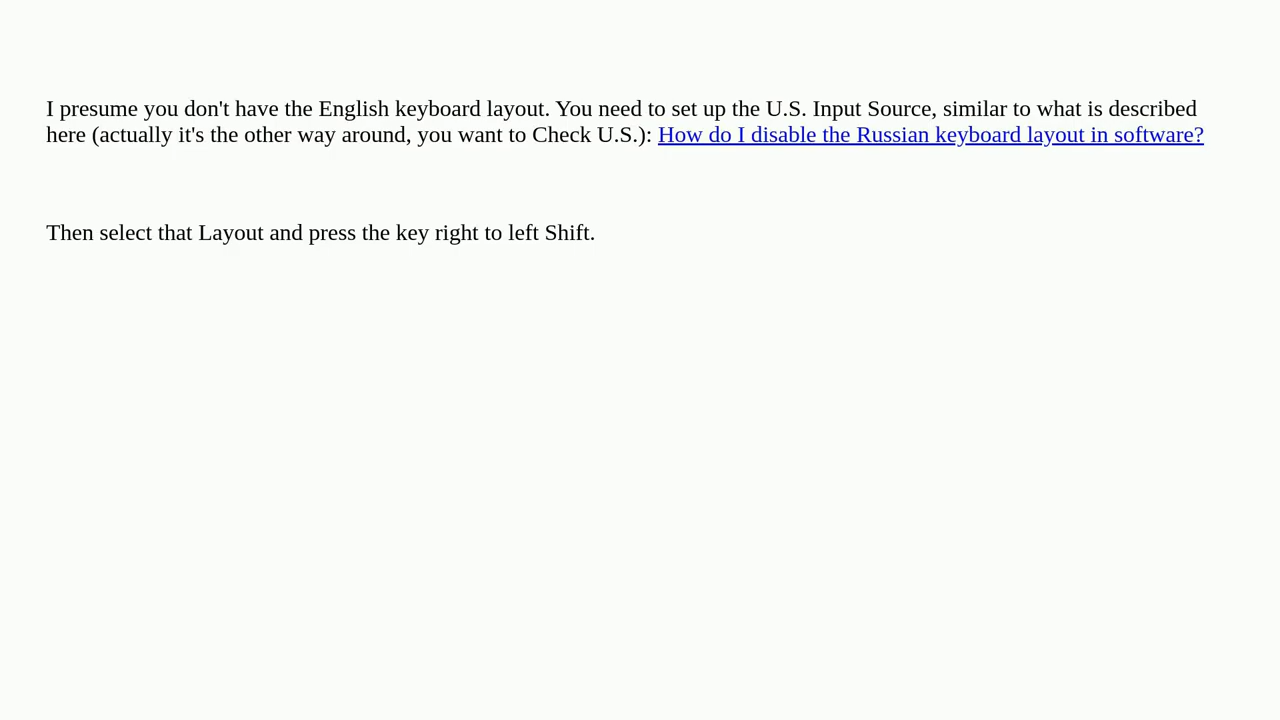 I presume you don't have the English keyboard layout. You need to set up the U.S. Input Source, similar to what is described
here (actually it's the other way around, you want to Check U.S.): How do I disable the Russian keyboard layout in software?
Then select that Layout and press the key right to left Shift.